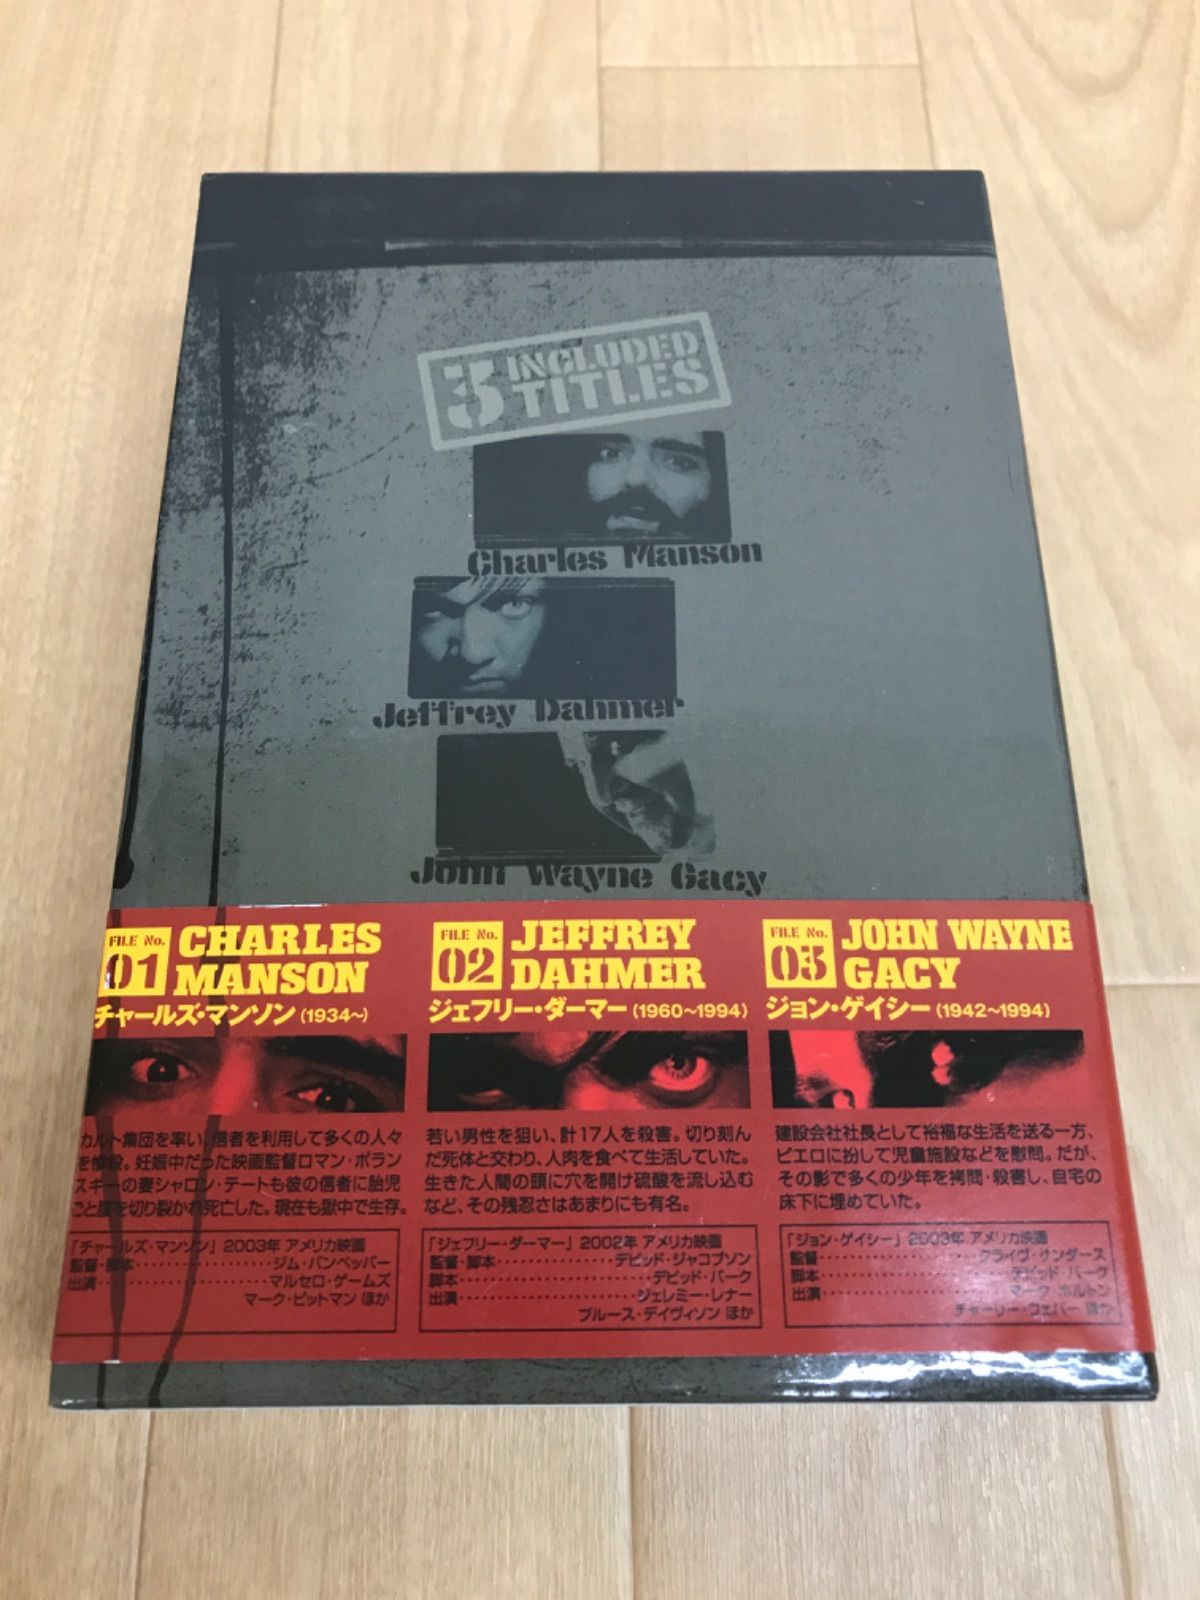 3 INCLUDED
TITLES
Charles Manson
Jeffrey Dahmer
John Wayne Gacy
FILE No.
01
CHARLES
MANSON
チャールズ・マンソン (1934〜)
カルト集団を率い、信者を利用して多くの人々
を惨殺。妊娠中だった映画監督ロマン・ポラン
スキーの妻シャロン・テートも彼の信者に胎児
ごと腹を切り裂かれ死亡した。現在も獄中で生存。
「チャールズ・マンソン」2003年 アメリカ映画
監督・脚本‥‥‥‥‥‥‥‥ジム・バンベッバー
出演‥‥‥‥‥‥‥‥‥‥マルセロ・ゲームズ
マーク・ピットマン ほか
FILE No.
02
JEFFREY
DAHMER
ジェフリー・ダーマー (1960〜1994)
若い男性を狙い、計17人を殺害。切り刻ん
だ死体と交わり、人肉を食べて生活していた。
生きた人間の頭に穴を開け硫酸を流し込む
など、その残忍さはあまりにも有名。
「ジェフリー・ダーマー」2002年 アメリカ映画
監督・脚本‥‥‥‥‥‥デビッド・ジャコブソン
脚本‥‥‥‥‥‥‥‥‥‥‥デビッド・バーク
出演‥‥‥‥‥‥‥‥‥‥ジェレミー・レナー
ブルース・デイヴィソン ほか
FILE No.
03
JOHN WAYNE
GACY
ジョン・ゲイシー (1942〜1994)
建設会社社長として裕福な生活を送る一方、
ピエロに扮して児童施設などを慰問。だが、
その影で多くの少年を拷問・殺害し、自宅の
床下に埋めていた。
「ジョン・ゲイシー」2003年 アメリカ映画
監督‥‥‥‥‥‥‥‥‥クライヴ・サンダース
脚本‥‥‥‥‥‥‥‥‥‥‥デビッド・バーク
出演‥‥‥‥‥‥‥‥‥‥‥マーク・ホルトン
チャーリー・ウェバー ほか